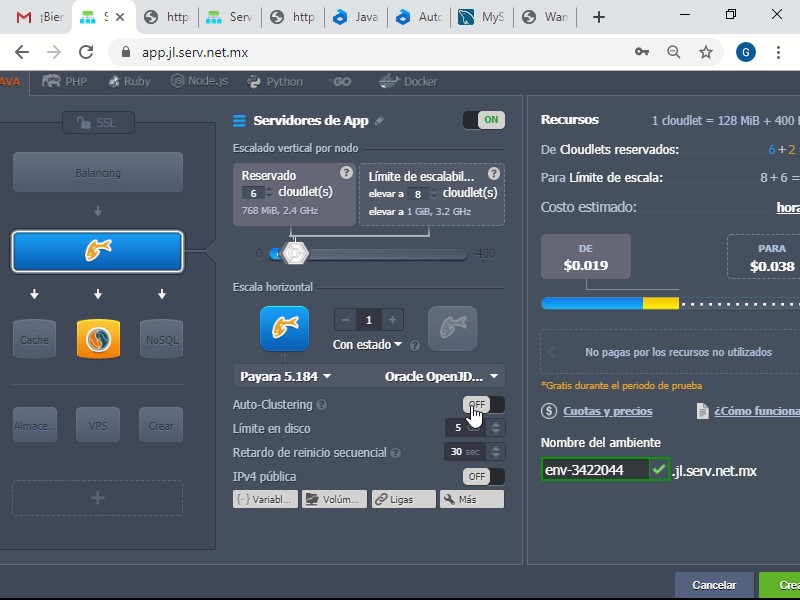 ¡Bier
S
http
Serv
http
Java
Auto
MyS
Wan
app.jl.serv.net.mx
G
AVA
PHP
Ruby
Node.js
Python
GO
Docker
SSL
Balancing
Cache
NoSQL
Almace...
VPS
Crear
Servidores de App
ON
Escalado vertical por nodo
Reservado
6 cloudlet(s)
768 MiB, 2.4 GHz
Límite de escalabil...
elevar a 8 cloudlet(s)
elevar a 1 GiB, 3.2 GHz
0
400
Escala horizontal
1
Con estado
Payara 5.184
Oracle OpenJD...
Auto-Clustering
OFF
Límite en disco
5
Retardo de reinicio secuencial
30 sec
IPv4 pública
OFF
Variabl...
Volúm...
Ligas
Más
Recursos
1 cloudlet = 128 MiB + 400 M
De Cloudlets reservados:
6+2
Para Límite de escala:
8+6 =
Costo estimado:
hora
DE
$0.019
PARA
$0.038
No pagas por los recursos no utilizados
*Gratis durante el periodo de prueba
Cuotas y precios
¿Cómo funciona
Nombre del ambiente
env-3422044
.jl.serv.net.mx
Cancelar
Crea